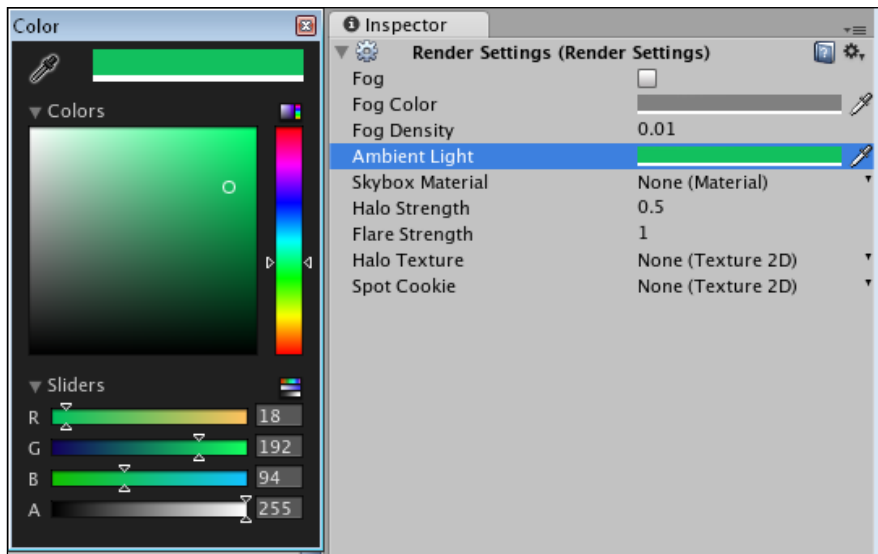 Color
Colors
Sliders
R 18
G 192
B 94
A 255
Inspector
Render Settings (Render Settings)
Fog
Fog Color
Fog Density 0.01
Ambient Light
Skybox Material None (Material)
Halo Strength 0.5
Flare Strength 1
Halo Texture None (Texture 2D)
Spot Cookie None (Texture 2D)